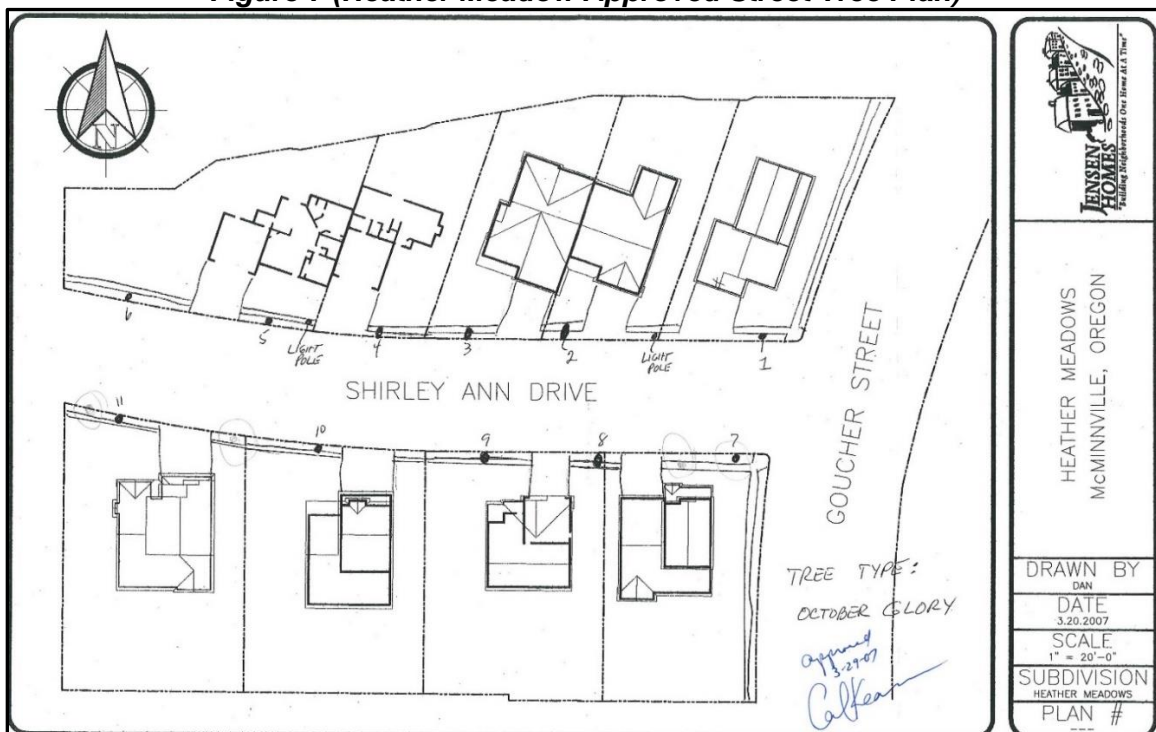 Figure 7 (Heather Meadow Approved Street Tree Plan)
N
6
5
LIGHT
POLE
4
3
2
LIGHT
POLE
1
SHIRLEY ANN DRIVE
GOUCHER STREET
11
10
9
8
7
TREE TYPE:
OCTOBER GLORY
approved
3-29-07
JENSEN
HOMES
"Building Neighborhoods One Home At A Time"
HEATHER MEADOWS
McMINNVILLE, OREGON
DRAWN BY
DAN
DATE
3.20.2007
SCALE
1" = 20'-0"
SUBDIVISION
HEATHER MEADOWS
PLAN #
---